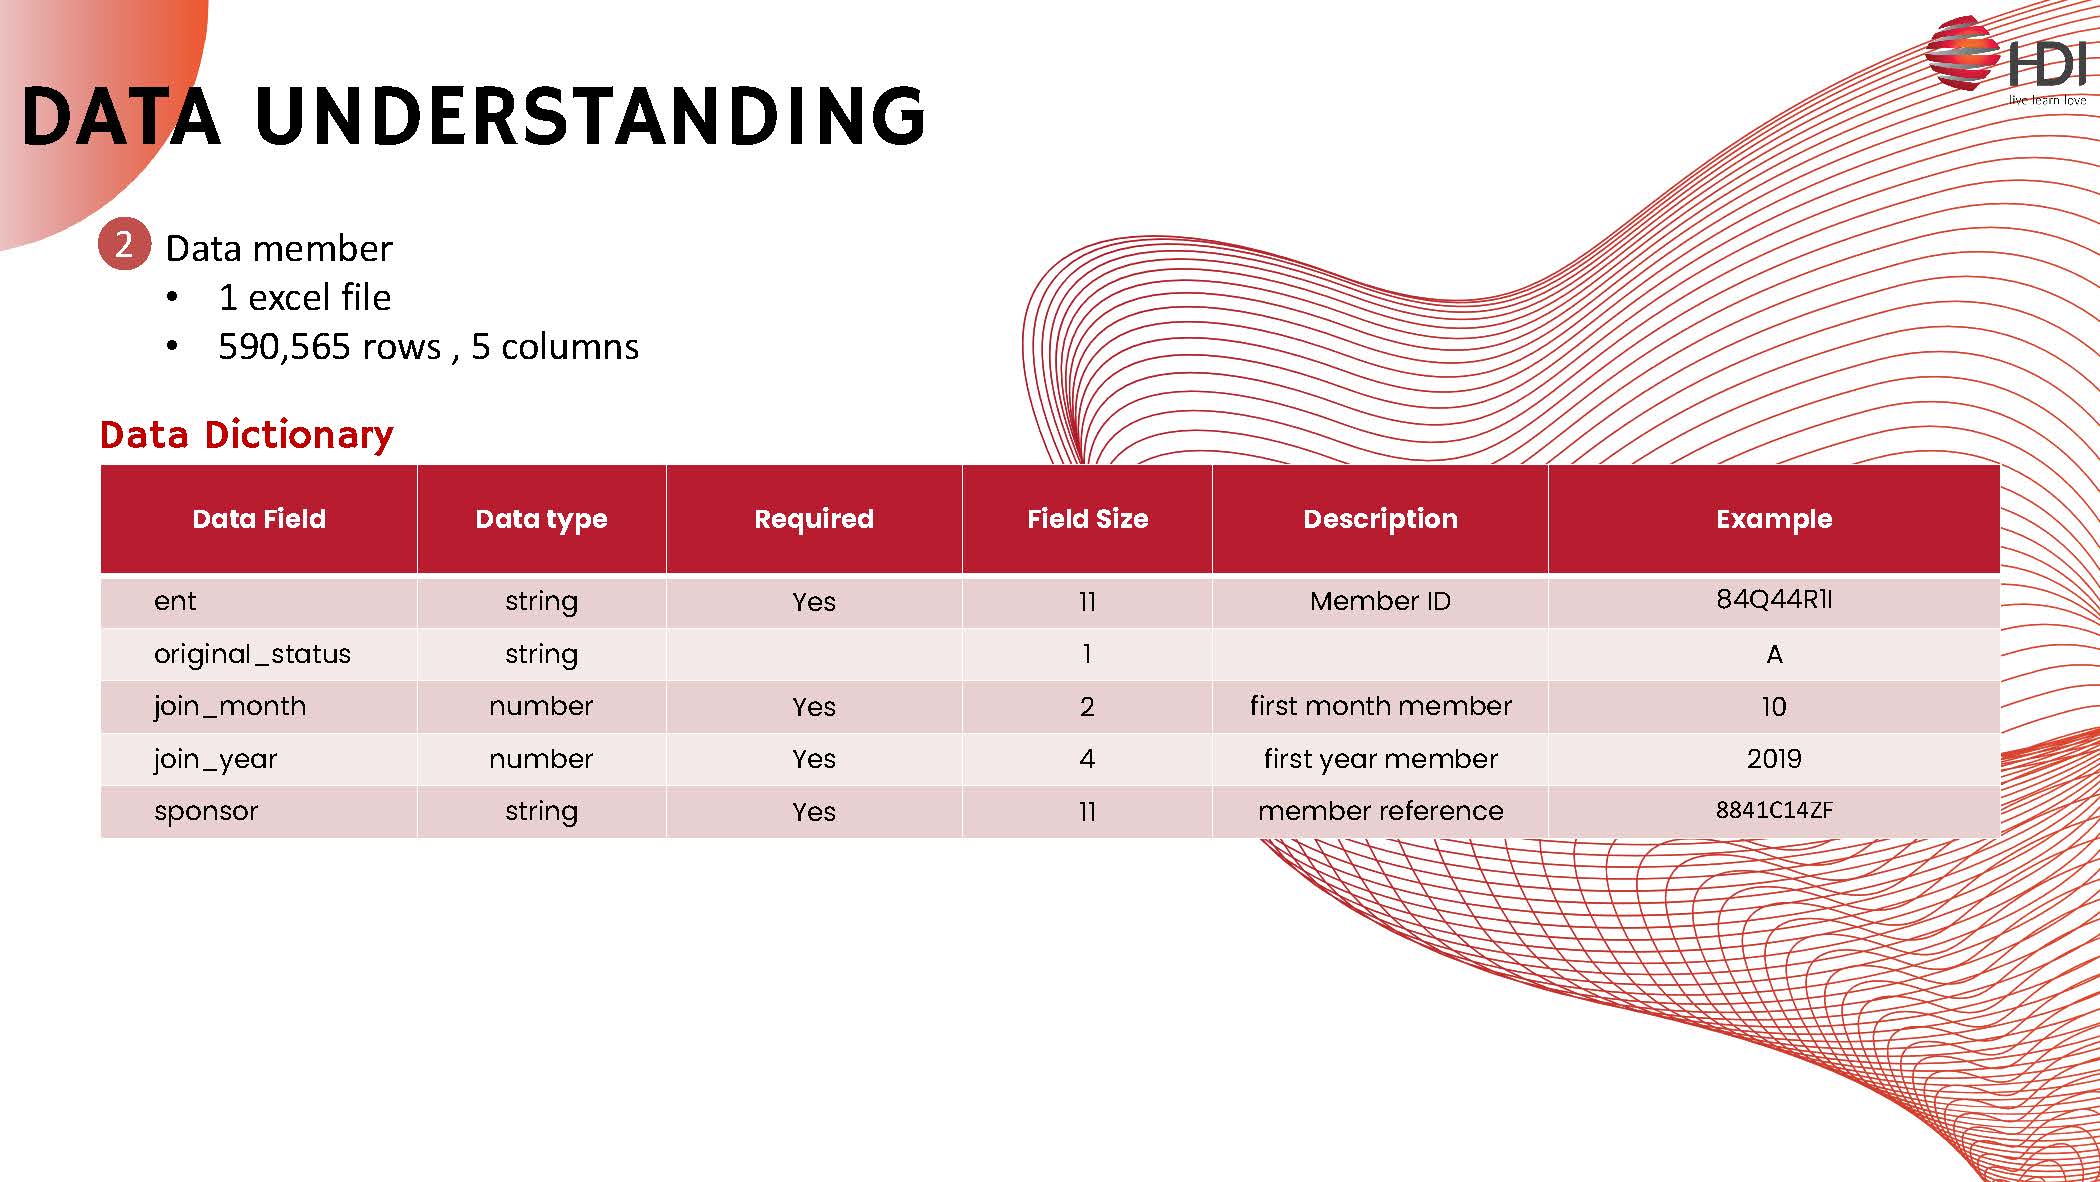 HDI
live learn love
DATA UNDERSTANDING
2 Data member
• 1 excel file
• 590,565 rows , 5 columns
Data Dictionary
Data Field Data type Required Field Size Description Example
ent string Yes 11 Member ID 84Q44R1I
original_status string 1 A
join_month number Yes 2 first month member 10
join_year number Yes 4 first year member 2019
sponsor string Yes 11 member reference 8841C14ZF